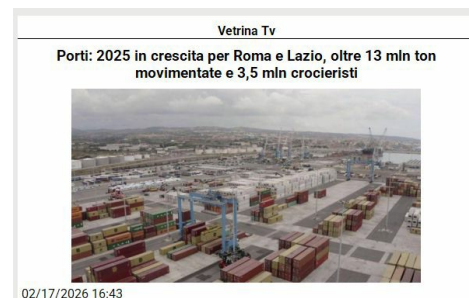 Vetrina Tv
Porti: 2025 in crescita per Roma e Lazio, oltre 13 mln ton
movimentate e 3,5 mln crocieristi
02/17/2026 16:43